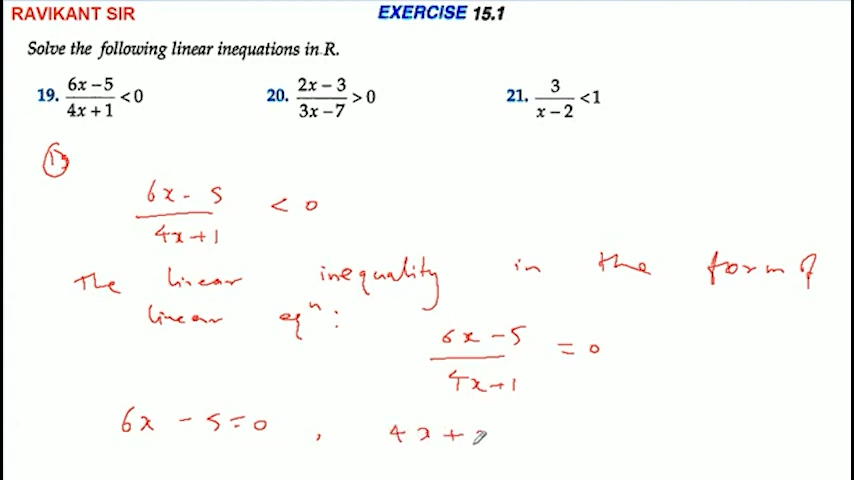 RAVIKANT SIR
EXERCISE 15.1
Solve the following linear inequations in R.
19. (6x − 5)/(4x + 1) < 0 20. (2x − 3)/(3x − 7) > 0 21. 3/(x − 2) < 1
(6x − 5)/(4x + 1) < 0
The linear inequality in the form of
linear eqⁿ:
(6x − 5)/(4x + 1) = 0
6x − 5 = 0 , 4x +